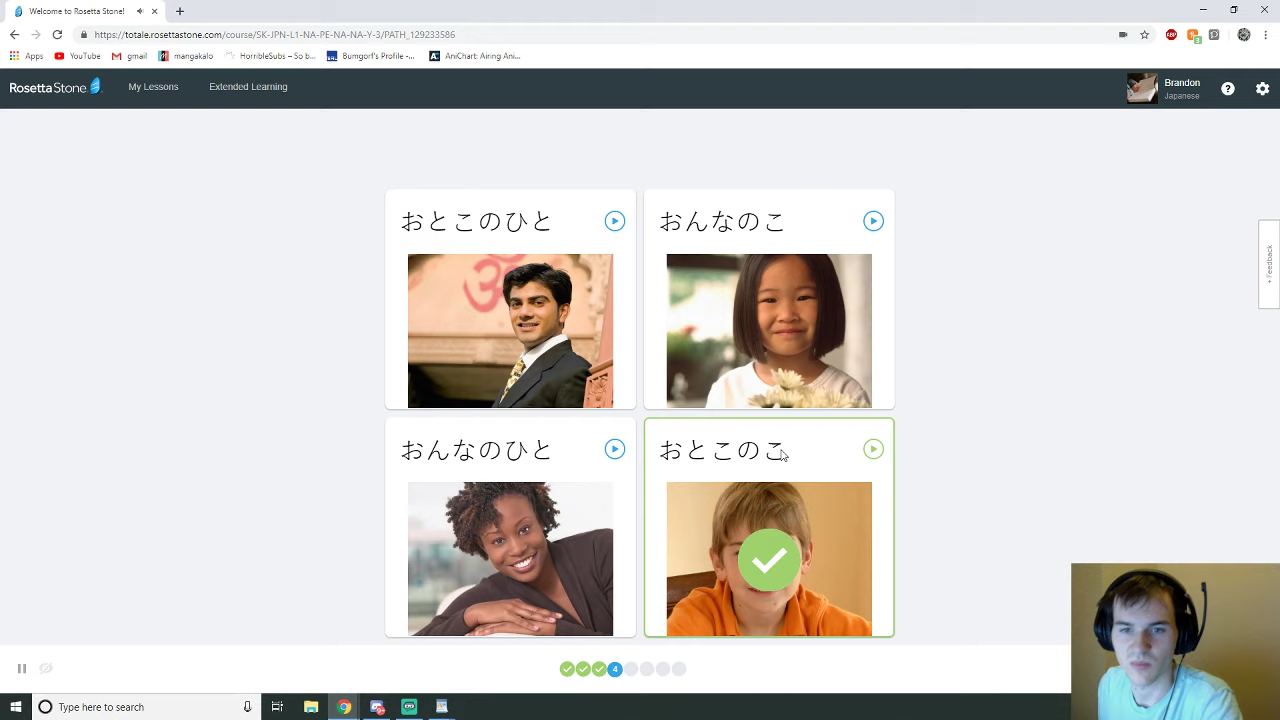 Welcome to Rosetta Stone!
https://totale.rosettastone.com/course/SK-JPN-L1-NA-PE-NA-NA-Y-3/PATH_129233586
Apps
YouTube
gmail
mangakalo
HorribleSubs – So b...
Bumgorf's Profile -...
AniChart: Airing Ani...
RosettaStone
My Lessons
Extended Learning
Brandon
Japanese
おとこのひと
おんなのこ
+ Feedback
おんなのひと
おとこのこ
4
Type here to search